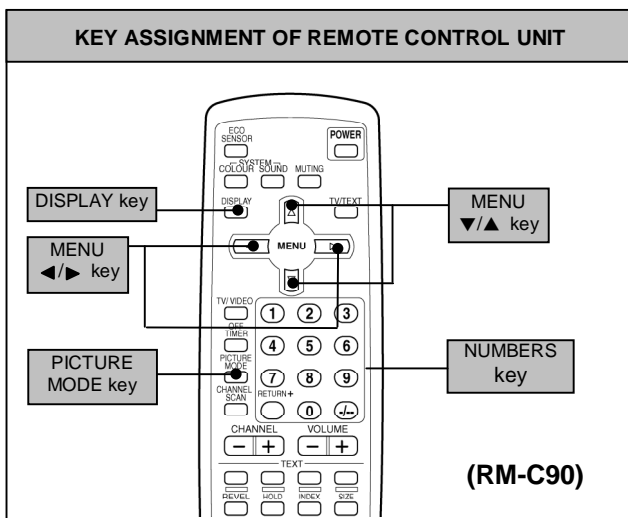 KEY ASSIGNMENT OF REMOTE CONTROL UNIT
ECO
SENSOR
POWER
SYSTEM
COLOUR SOUND MUTING
DISPLAY key
DISPLAY
TV/TEXT
MENU
▼/▲ key
MENU
◀/▶ key
MENU
TV/VIDEO
1 2 3
OFF
TIMER
4 5 6
PICTURE
MODE key
PICTURE
MODE
7 8 9
NUMBERS
key
CHANNEL
SCAN
RETURN+
0 -/--
CHANNEL VOLUME
− + − +
TEXT
(RM-C90)
REVEL HOLD INDEX SIZE